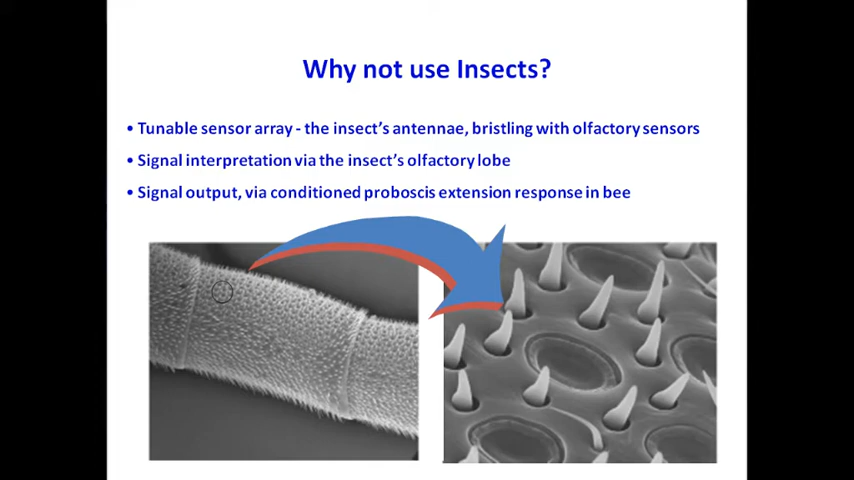 Why not use Insects?
• Tunable sensor array - the insect's antennae, bristling with olfactory sensors
• Signal interpretation via the insect's olfactory lobe
• Signal output, via conditioned proboscis extension response in bee